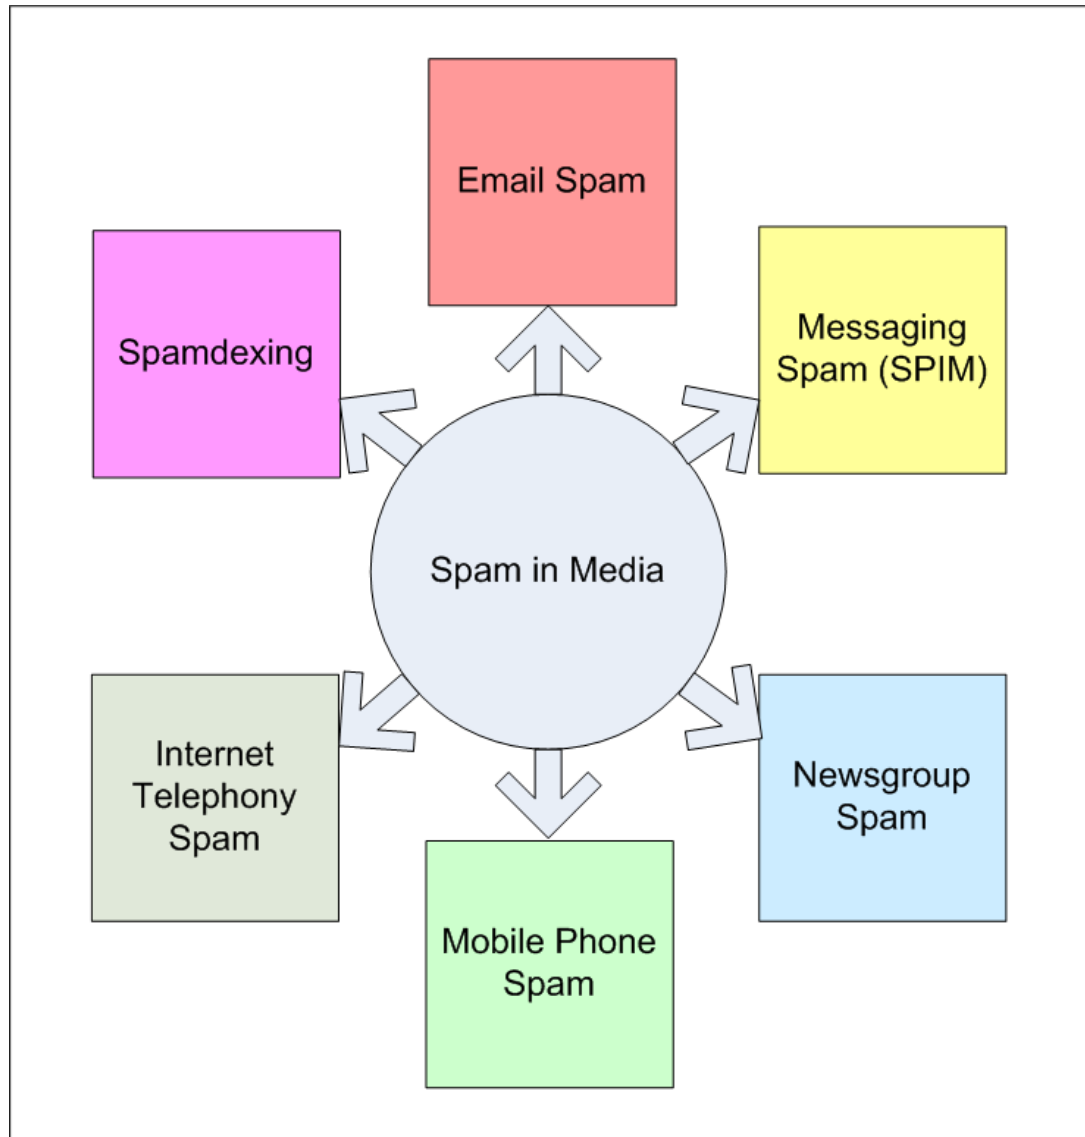 Email Spam
Spamdexing
Messaging
Spam (SPIM)
Spam in Media
Internet
Telephony
Spam
Newsgroup
Spam
Mobile Phone
Spam